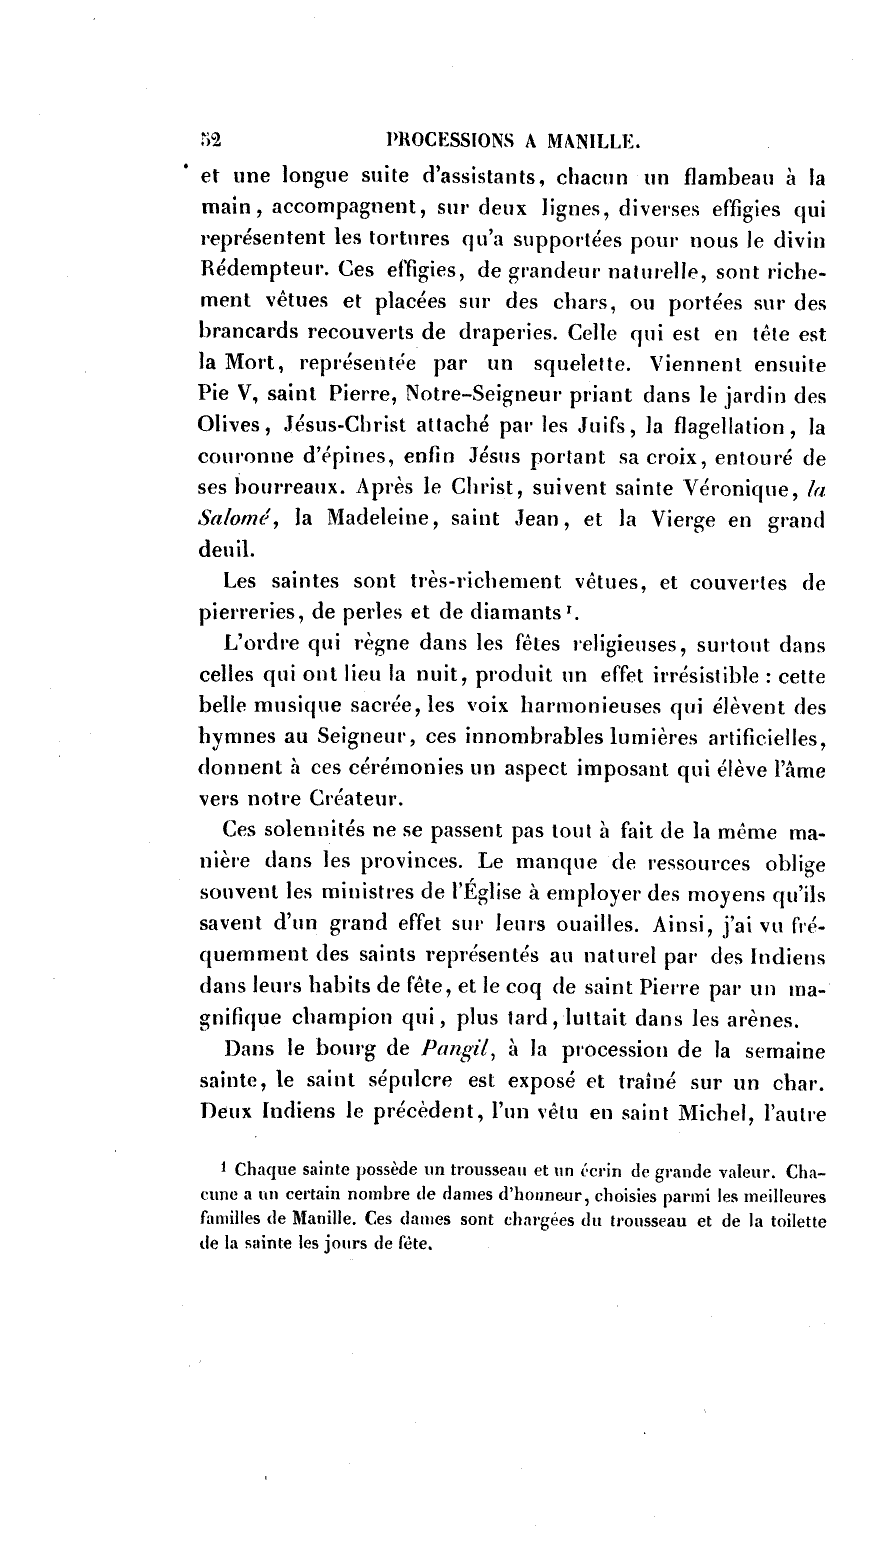 52 PROCESSIONS A MANILLE.
et une longue suite d'assistants, chacun un flambeau à la
main, accompagnent, sur deux lignes, diverses effigies qui
représentent les tortures qu'a supportées pour nous le divin
Rédempteur. Ces effigies, de grandeur naturelle, sont riche-
ment vêtues et placées sur des chars, ou portées sur des
brancards recouverts de draperies. Celle qui est en tête est
la Mort, représentée par un squelette. Viennent ensuite
Pie V, saint Pierre, Notre-Seigneur priant dans le jardin des
Olives, Jésus-Christ attaché par les Juifs, la flagellation, la
couronne d'épines, enfin Jésus portant sa croix, entouré de
ses bourreaux. Après le Christ, suivent sainte Véronique, la
Salomé, la Madeleine, saint Jean, et la Vierge en grand
deuil.
Les saintes sont très-richement vêtues, et couvertes de
pierreries, de perles et de diamants 1.
L'ordre qui règne dans les fêtes religieuses, surtout dans
celles qui ont lieu la nuit, produit un effet irrésistible : cette
belle musique sacrée, les voix harmonieuses qui élèvent des
hymnes au Seigneur, ces innombrables lumières artificielles,
donnent à ces cérémonies un aspect imposant qui élève l'âme
vers notre Créateur.
Ces solennités ne se passent pas tout à fait de la même ma-
nière dans les provinces. Le manque de ressources oblige
souvent les ministres de l'Église à employer des moyens qu'ils
savent d'un grand effet sur leurs ouailles. Ainsi, j'ai vu fré-
quemment des saints représentés au naturel par des Indiens
dans leurs habits de fête, et le coq de saint Pierre par un ma-
gnifique champion qui, plus tard, luttait dans les arènes.
Dans le bourg de Pangil, à la procession de la semaine
sainte, le saint sépulcre est exposé et traîné sur un char.
Deux Indiens le précèdent, l'un vêtu en saint Michel, l'autre
1 Chaque sainte possède un trousseau et un écrin de grande valeur. Cha-
cune a un certain nombre de dames d'honneur, choisies parmi les meilleures
familles de Manille. Ces dames sont chargées du trousseau et de la toilette
de la sainte les jours de fête.